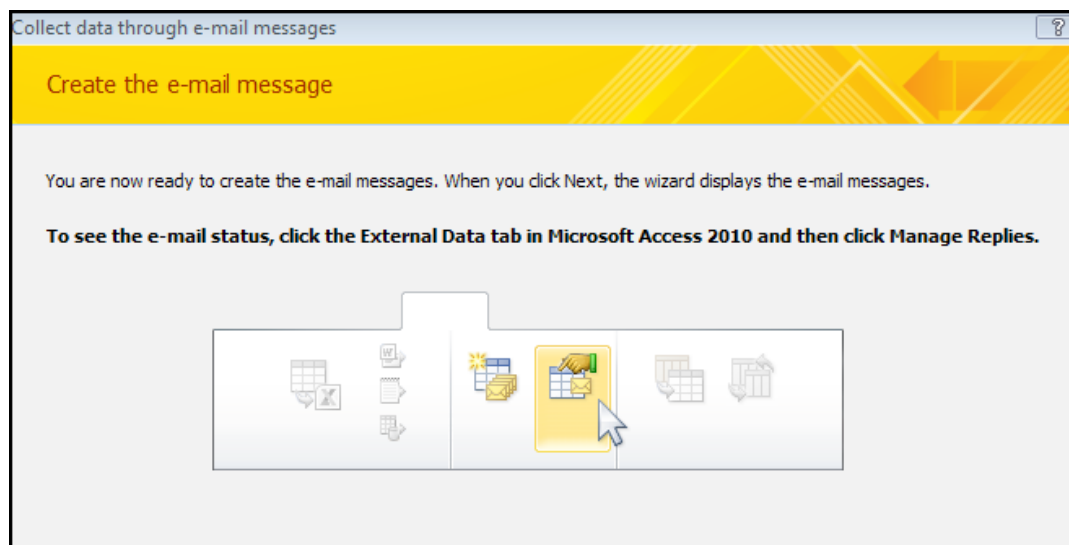 Collect data through e-mail messages
?
Create the e-mail message
You are now ready to create the e-mail messages. When you click Next, the wizard displays the e-mail messages.
To see the e-mail status, click the External Data tab in Microsoft Access 2010 and then click Manage Replies.
W
X